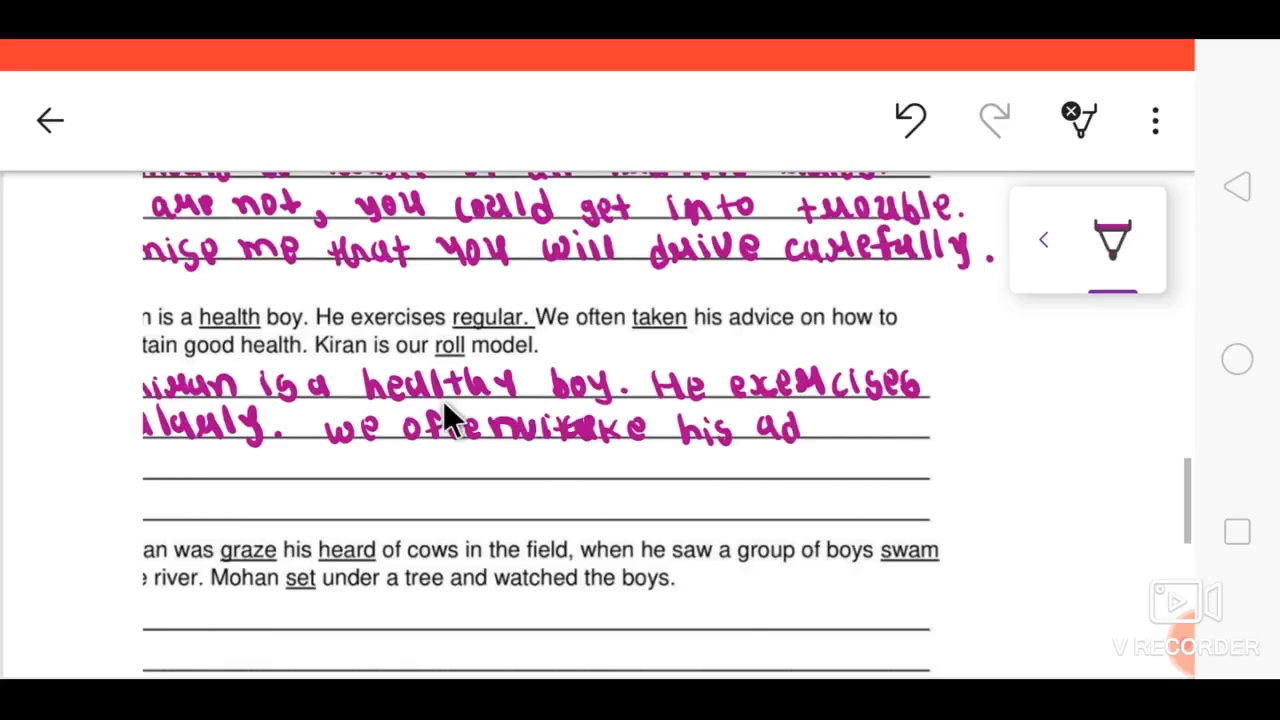 are not, you could get into trouble.
mise me that you will drive carefully.
n is a health boy. He exercises regular. We often taken his advice on how to
tain good health. Kiran is our roll model.
is a healthy boy. He exercises
we often take his ad
an was graze his heard of cows in the field, when he saw a group of boys swam
e river. Mohan set under a tree and watched the boys.
V RECORDER